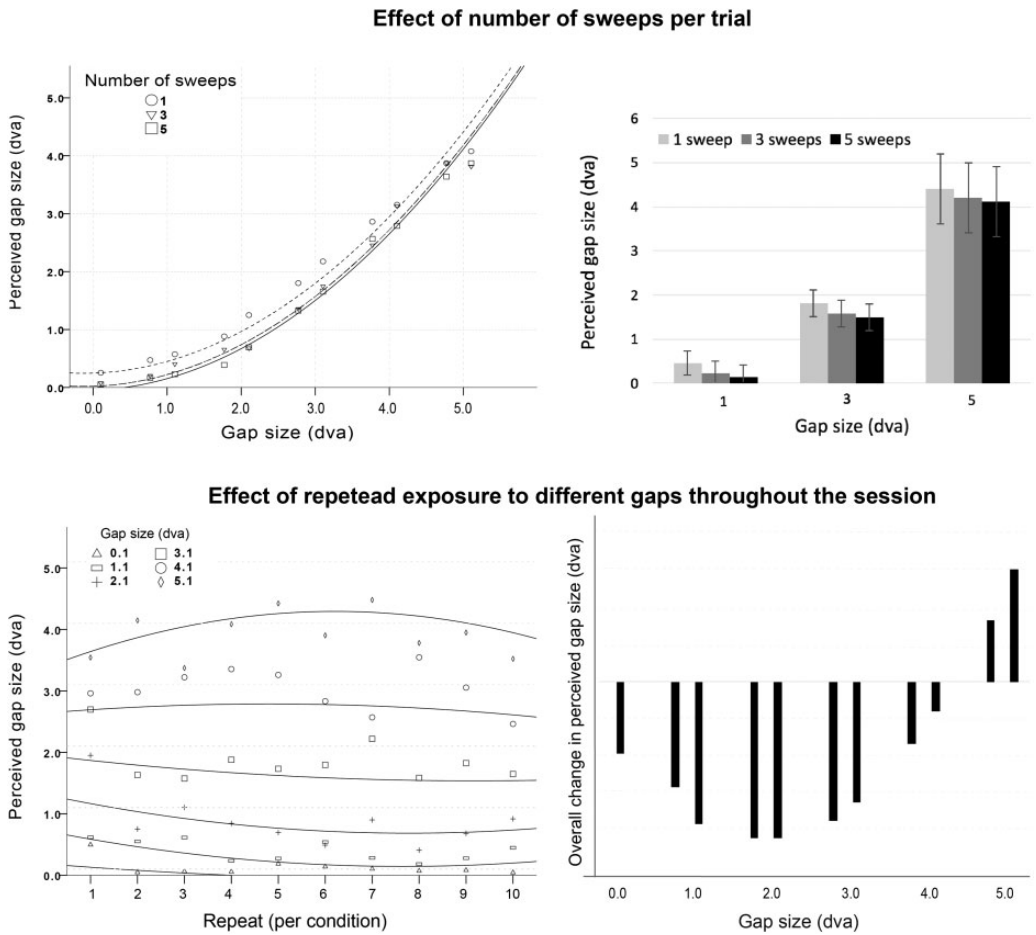 Effect of number of sweeps per trial
Number of sweeps
1
3
5
5.0
4.0
3.0
2.0
1.0
0.0
Perceived gap size (dva)
0.0 1.0 2.0 3.0 4.0 5.0
Gap size (dva)
1 sweep 3 sweeps 5 sweeps
6
5
4
3
2
1
0
Perceived gap size (dva)
1 3 5
Gap size (dva)
Effect of repetead exposure to different gaps throughout the session
Gap size (dva)
0.1 3.1
1.1 4.1
2.1 5.1
5.0
4.0
3.0
2.0
1.0
0.0
Perceived gap size (dva)
1 2 3 4 5 6 7 8 9 10
Repeat (per condition)
Overall change in perceived gap size (dva)
0.0 1.0 2.0 3.0 4.0 5.0
Gap size (dva)